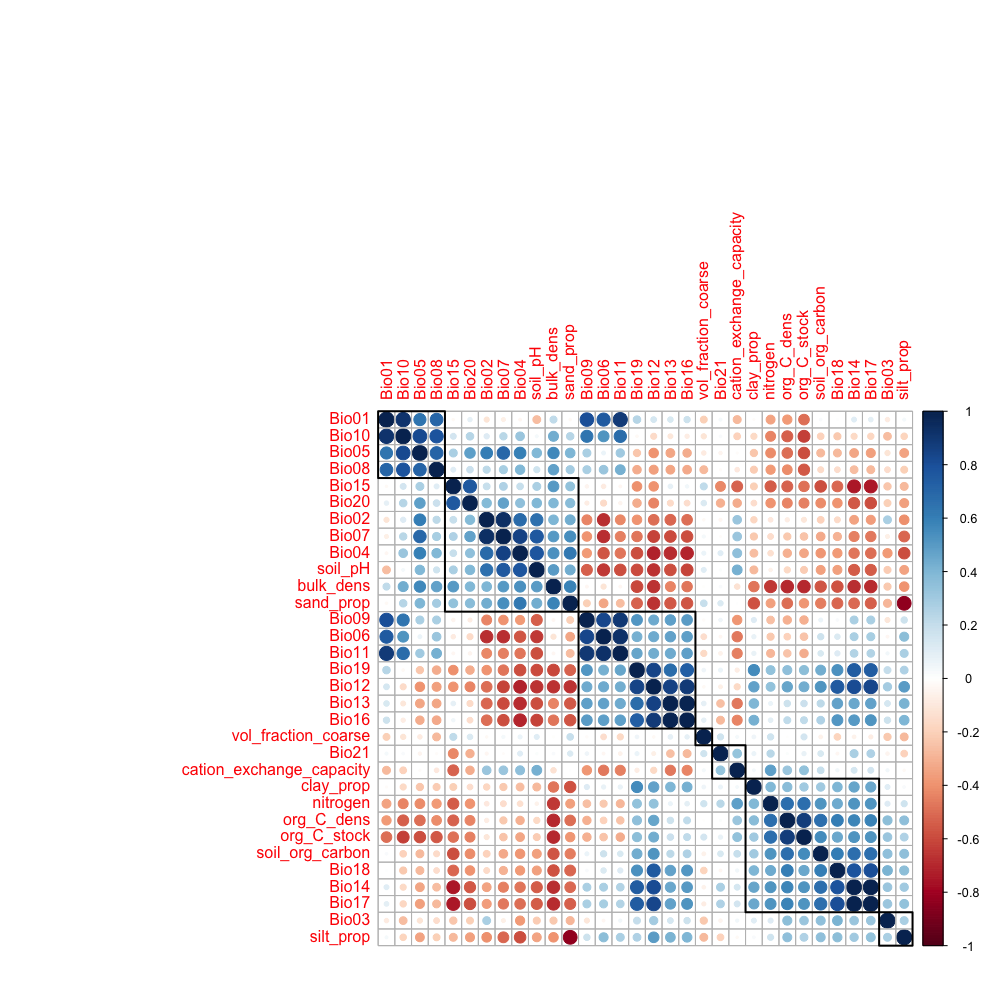 Bio01
Bio10
Bio05
Bio08
Bio15
Bio20
Bio02
Bio07
Bio04
soil_pH
bulk_dens
sand_prop
Bio09
Bio06
Bio11
Bio19
Bio12
Bio13
Bio16
vol_fraction_coarse
Bio21
cation_exchange_capacity
clay_prop
nitrogen
org_C_dens
org_C_stock
soil_org_carbon
Bio18
Bio14
Bio17
Bio03
silt_prop
Bio01
Bio10
Bio05
Bio08
Bio15
Bio20
Bio02
Bio07
Bio04
soil_pH
bulk_dens
sand_prop
Bio09
Bio06
Bio11
Bio19
Bio12
Bio13
Bio16
vol_fraction_coarse
Bio21
cation_exchange_capacity
clay_prop
nitrogen
org_C_dens
org_C_stock
soil_org_carbon
Bio18
Bio14
Bio17
Bio03
silt_prop
1
0.8
0.6
0.4
0.2
0
-0.2
-0.4
-0.6
-0.8
-1